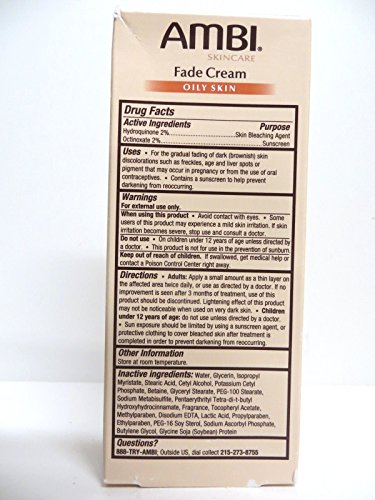 AMBI®
SKINCARE
Fade Cream
OILY SKIN
Drug Facts
Active Ingredients Purpose
Hydroquinone 2%......Skin Bleaching Agent
Octinoxate 2%......Sunscreen
Uses • For the gradual fading of dark (brownish) skin
discolorations such as freckles, age and liver spots or
pigment that may occur in pregnancy or from the use of oral
contraceptives. • Contains a sunscreen to help prevent
darkening from reoccurring.
Warnings
For external use only.
When using this product • Avoid contact with eyes. • Some
users of this product may experience a mild skin irritation. If skin
irritation becomes severe, stop use and consult a doctor.
Do not use • On children under 12 years of age unless directed by
a doctor. • This product is not for use in the prevention of sunburn.
Keep out of reach of children. If swallowed, get medical help or
contact a Poison Control Center right away.
Directions • Adults: Apply a small amount as a thin layer on
the affected area twice daily, or use as directed by a doctor. If no
improvement is seen after 3 months of treatment, use of this
product should be discontinued. Lightening effect of this product
may not be noticeable when used on very dark skin. • Children
under 12 years of age: do not use unless directed by a doctor.
• Sun exposure should be limited by using a sunscreen agent, or
protective clothing to cover bleached skin after treatment is
completed in order to prevent darkening from reoccurring.
Other Information
Store at room temperature.
Inactive ingredients: Water, Glycerin, Isopropyl
Myristate, Stearic Acid, Cetyl Alcohol, Potassium Cetyl
Phosphate, Betaine, Glyceryl Stearate, PEG-100 Stearate,
Sodium Metabisulfite, Pentaerythrityl Tetra-di-t-butyl
Hydroxyhydrocinnamate, Fragrance, Tocopheryl Acetate,
Methylparaben, Disodium EDTA, Lactic Acid, Propylparaben,
Ethylparaben, PEG-16 Soy Sterol, Sodium Ascorbyl Phosphate,
Butylene Glycol, Glycine Soja (Soybean) Protein
Questions?
888-TRY-AMBI; Outside US, dial collect 215-273-8755